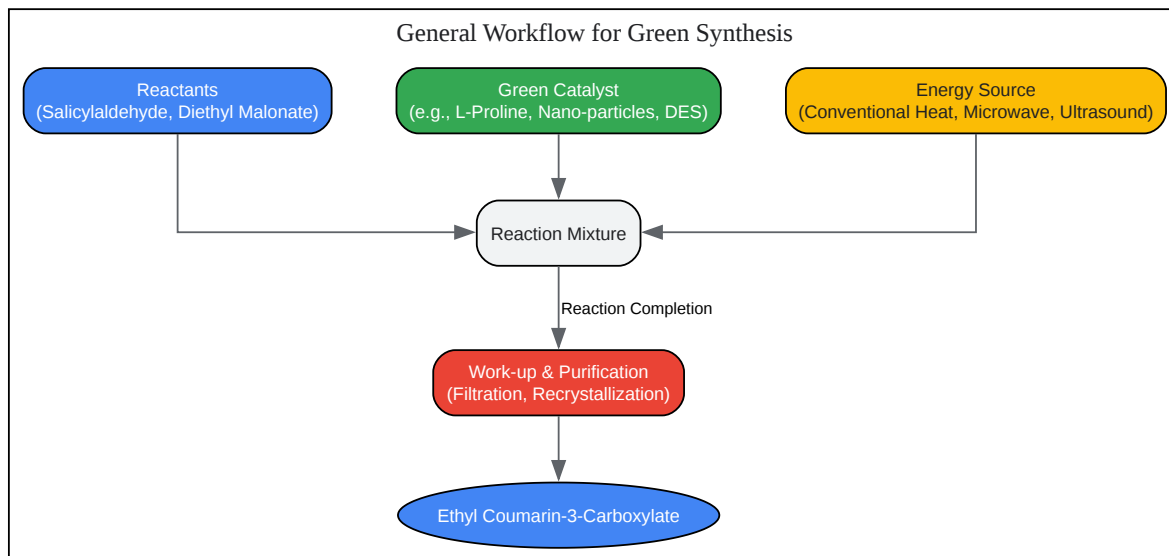 General Workflow for Green Synthesis
Reactants
(Salicylaldehyde, Diethyl Malonate)
Green Catalyst
(e.g., L-Proline, Nano-particles, DES)
Energy Source
(Conventional Heat, Microwave, Ultrasound)
Reaction Mixture
Reaction Completion
Work-up & Purification
(Filtration, Recrystallization)
Ethyl Coumarin-3-Carboxylate